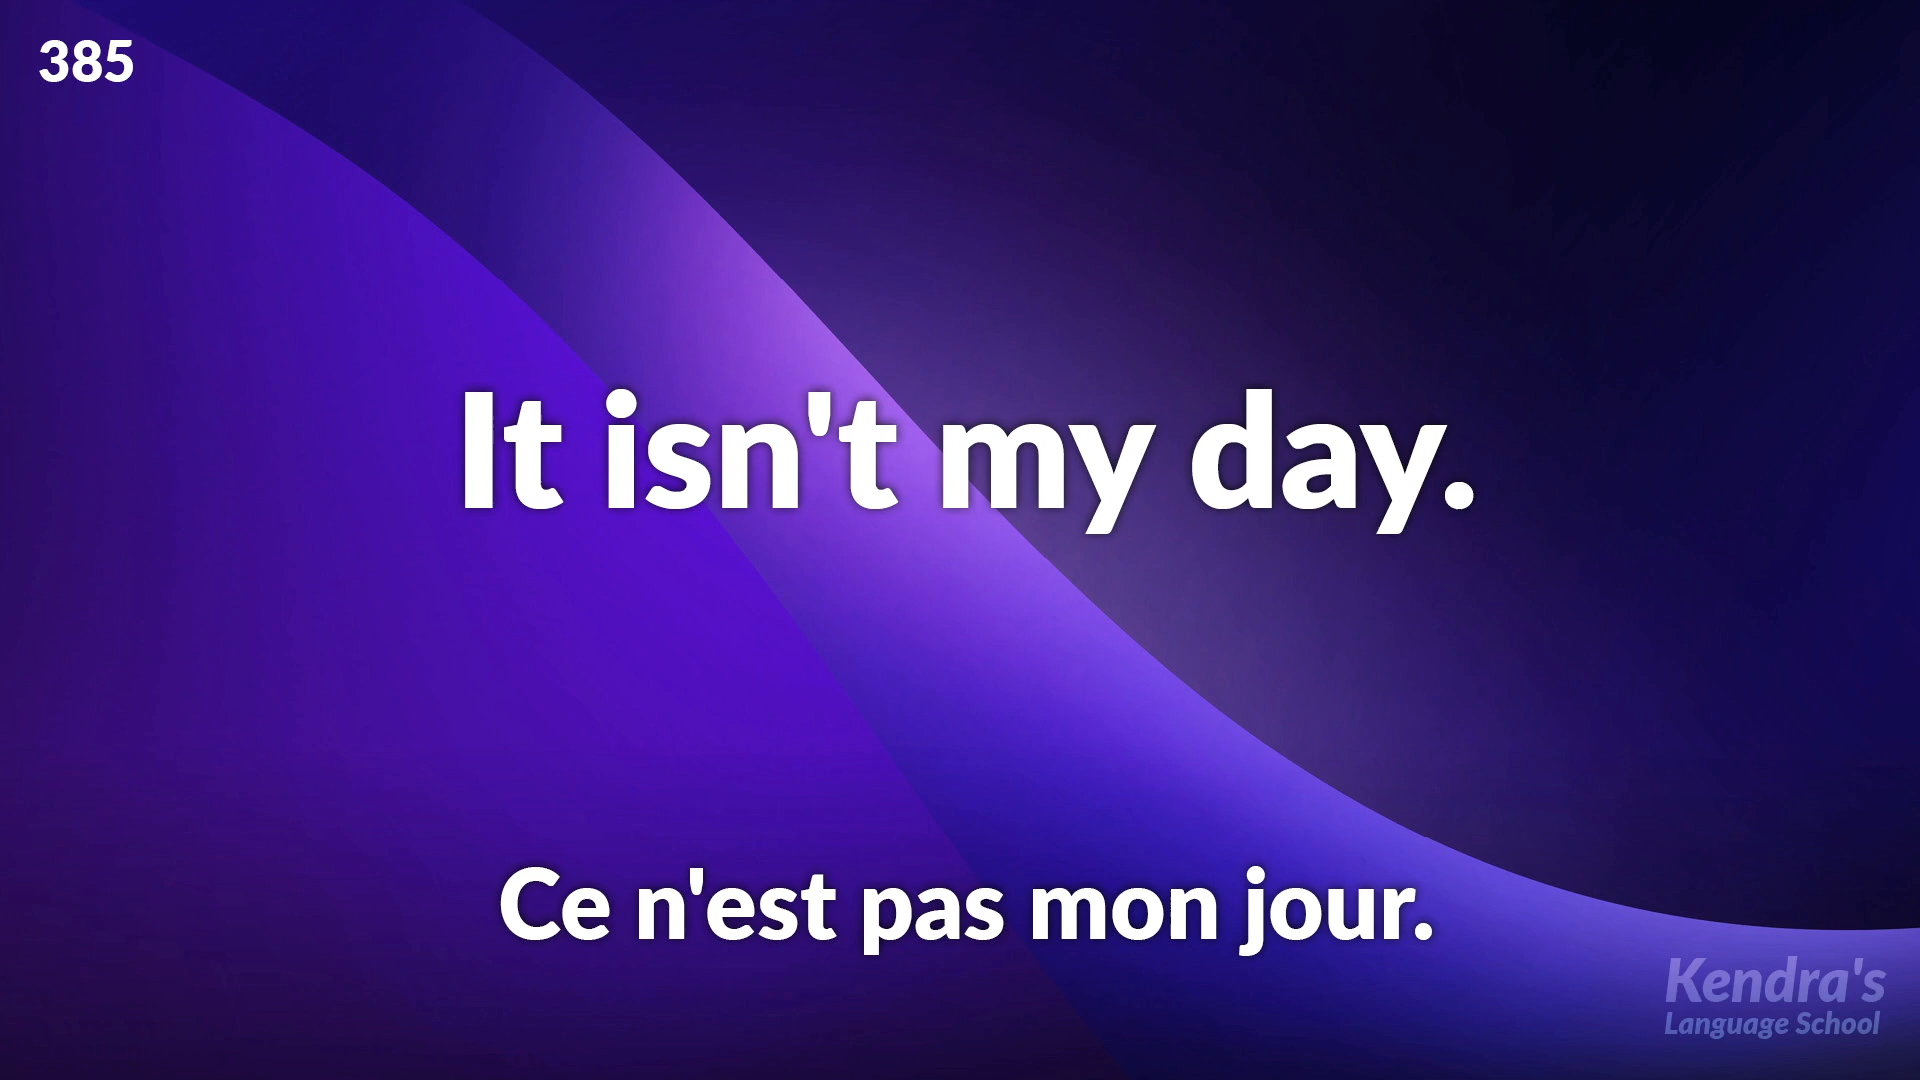 385
It isn't my day.
Ce n'est pas mon jour.
Kendra's
Language School